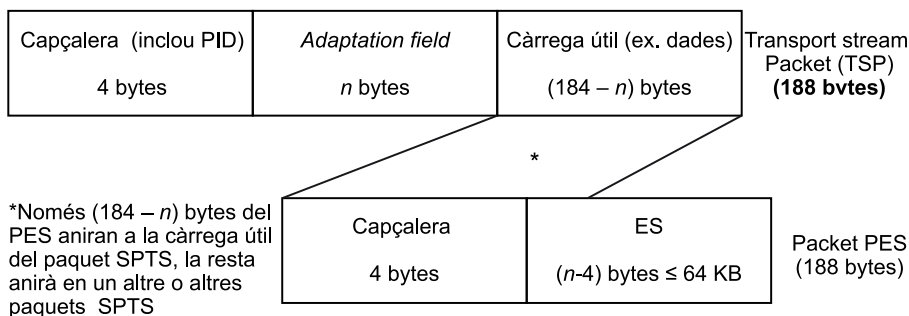 Capçalera (inclou PID)
4 bytes
Adaptation field
n bytes
Càrrega útil (ex. dades)
(184 – n) bytes
Transport stream
Packet (TSP)
(188 bytes)
*
*Només (184 – n) bytes del
PES aniran a la càrrega útil
del paquet SPTS, la resta
anirà en un altre o altres
paquets SPTS
Capçalera
4 bytes
ES
(n-4) bytes ≤ 64 KB
Packet PES
(188 bytes)